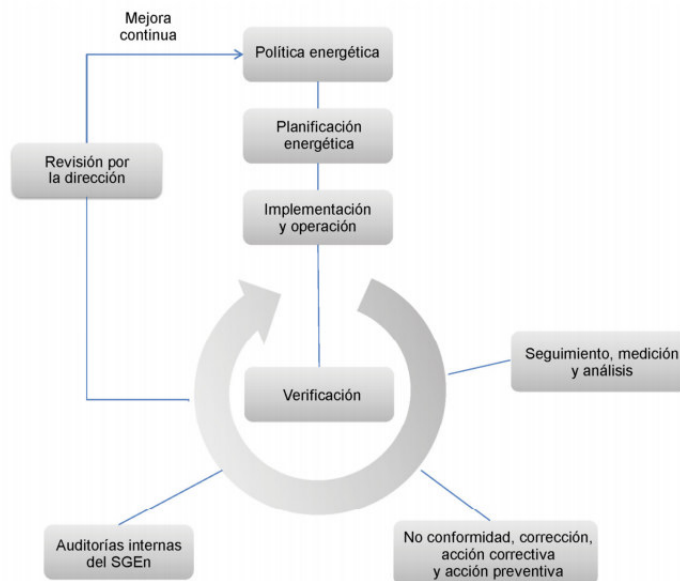 Mejora
continua
Política energética
Planificación
energética
Revisión por
la dirección
Implementación
y operación
Seguimiento, medición
y análisis
Verificación
Auditorías internas
del SGEn
No conformidad, corrección,
acción correctiva
y acción preventiva